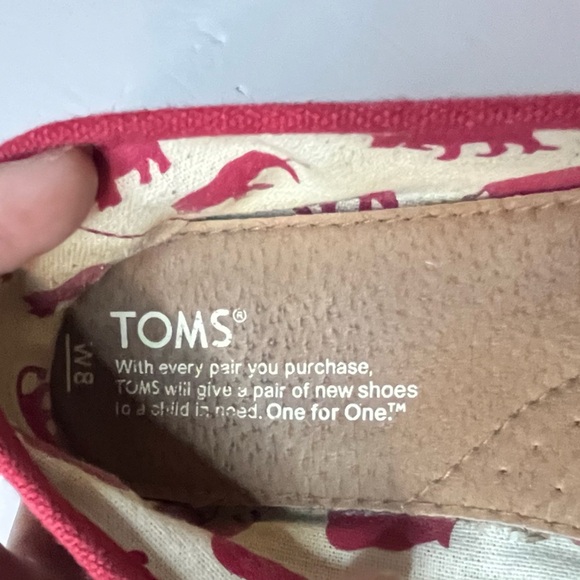 TOMS®
With every pair you purchase,
TOMS will give a pair of new shoes
to a child in need. One for One.™
W8